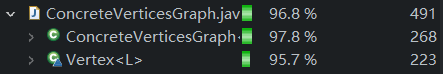 ConcreteVerticesGraph.jav 96.8 % 491
ConcreteVerticesGraph 97.8 % 268
Vertex<L> 95.7 % 223